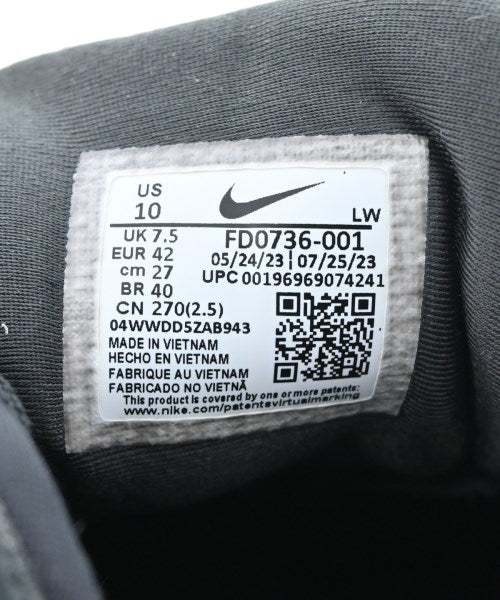 US
10
LW
UK 7.5
EUR 42
cm 27
BR 40
CN 270(2.5)
FD0736-001
05/24/23 | 07/25/23
UPC 00196969074241
04WWDD5ZAB943
MADE IN VIETNAM
HECHO EN VIETNAM
FABRIQUE AU VIETNAM
FABRICADO NO VIETNÃ
This product is covered by one or more patents:
www.nike.com/patentsvirtualmarking